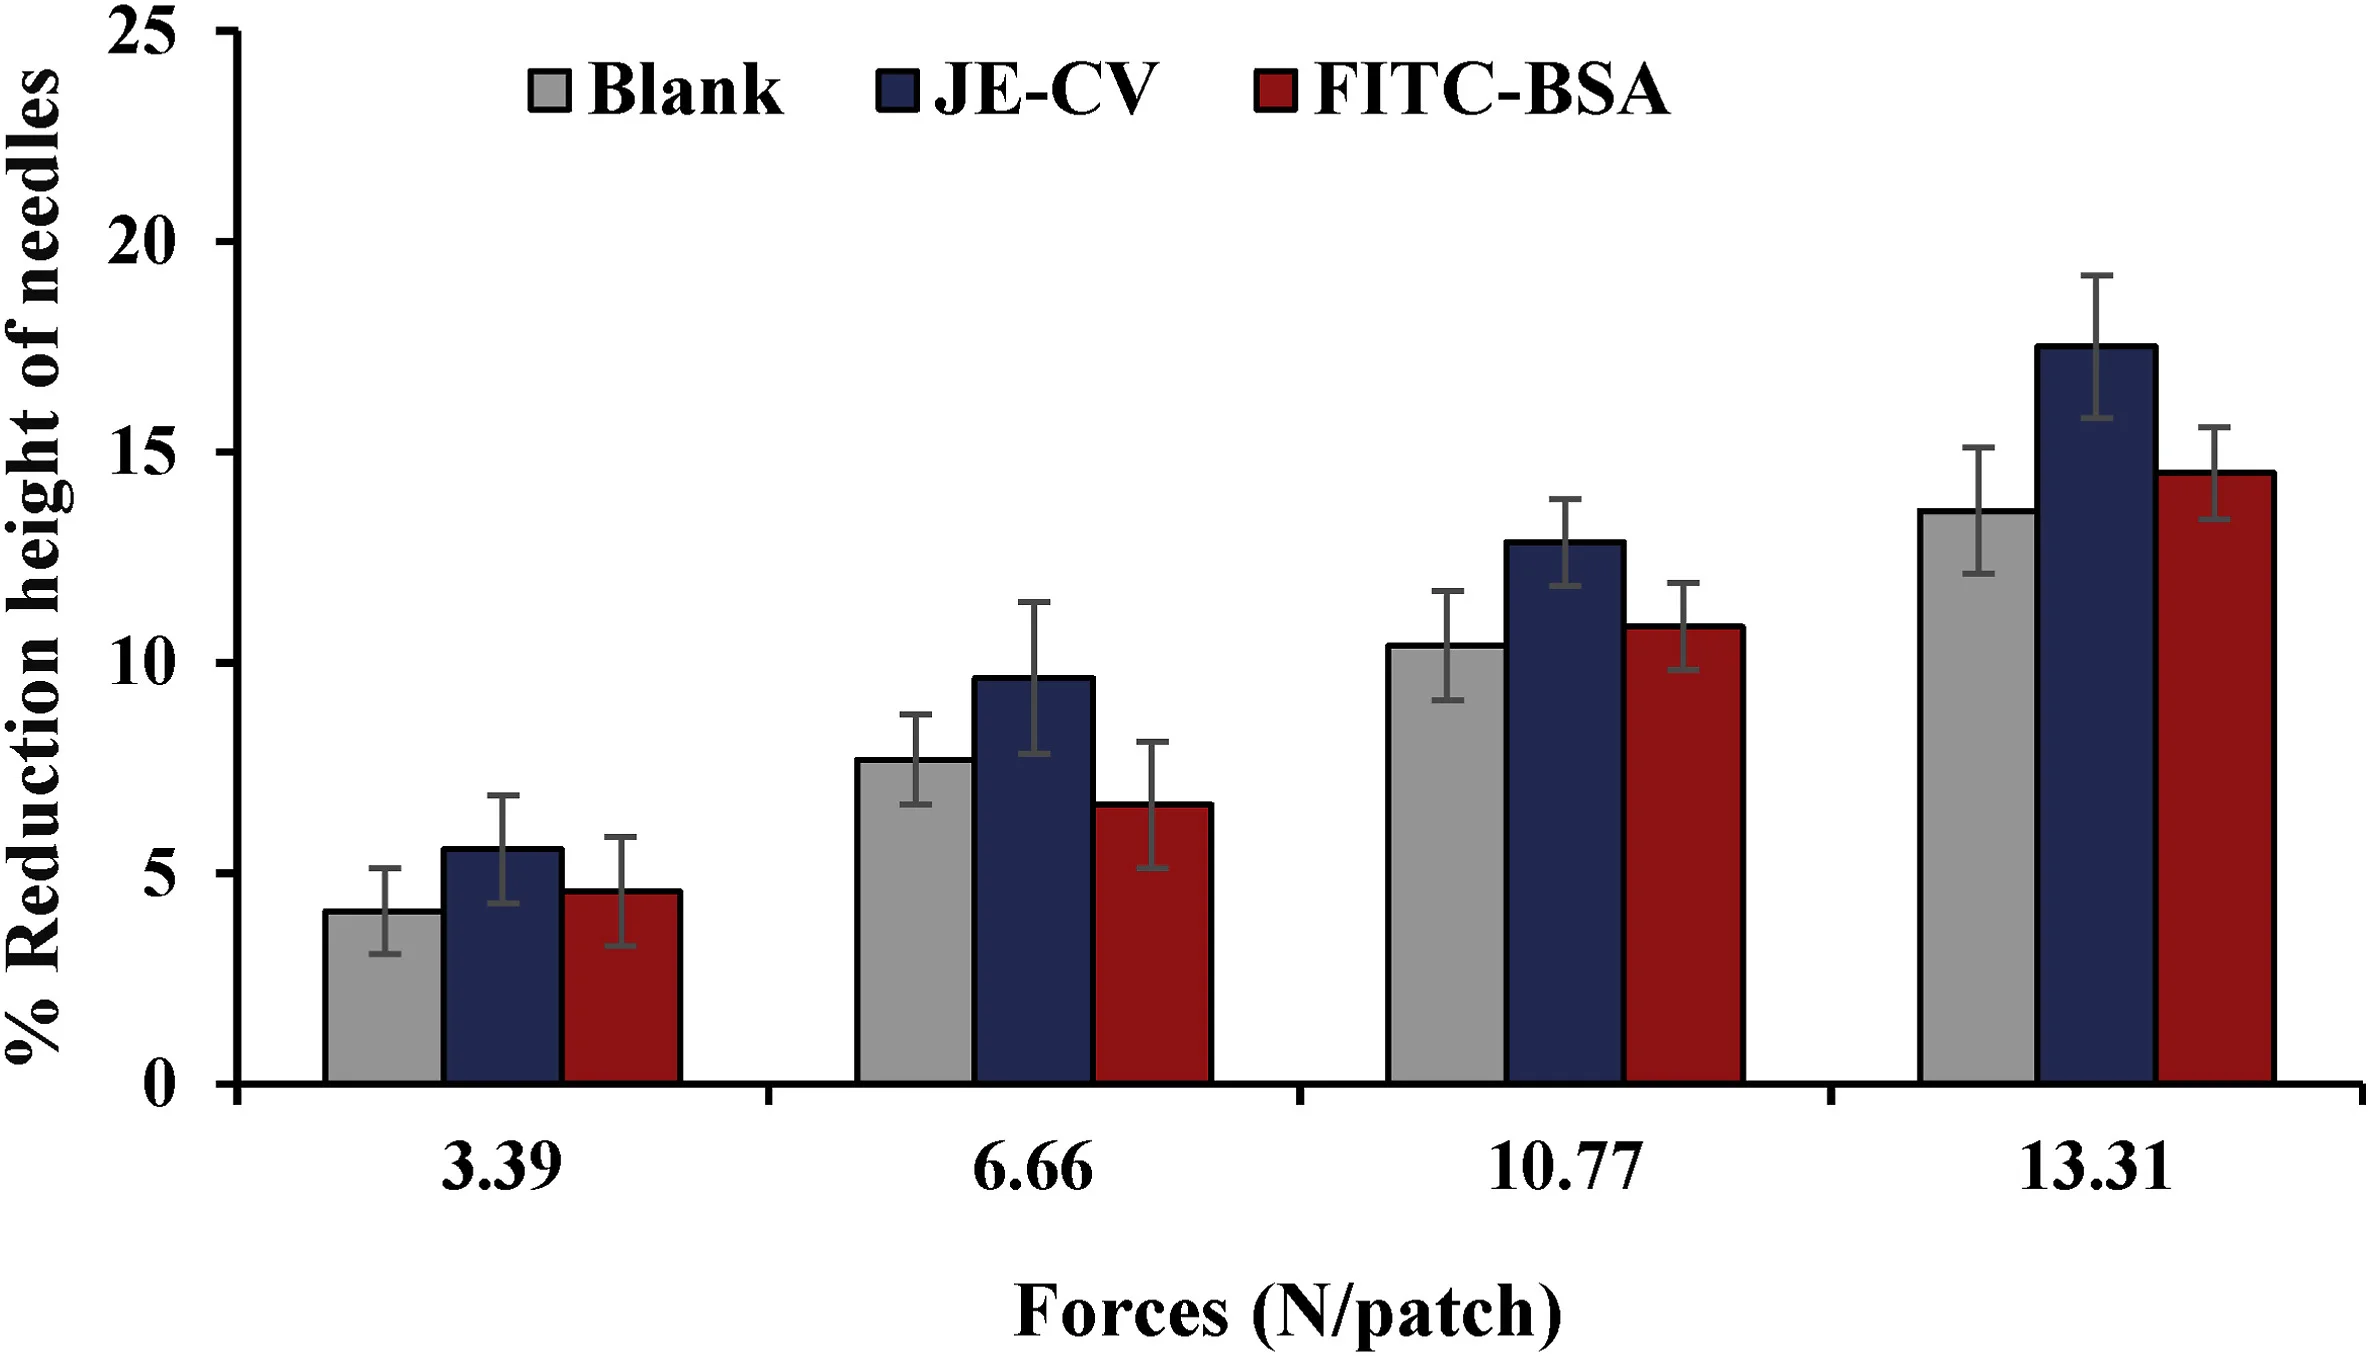 % Reduction height of needles
25
20
15
10
5
0
Blank JE-CV FITC-BSA
3.39 6.66 10.77 13.31
Forces (N/patch)